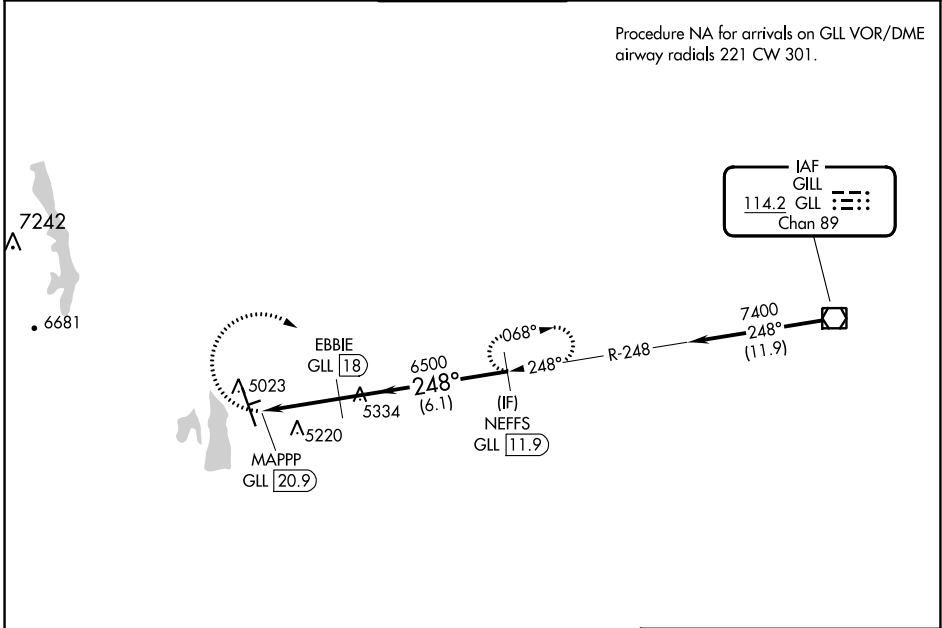 Procedure NA for arrivals on GLL VOR/DME
airway radials 221 CW 301.
IAF
GILL
114.2 GLL
Chan 89
7242
6681
7400
248°
(11.9)
R-248
068°
248°
EBBIE
GLL 18
6500
248°
(6.1)
5023
5334
5220
(IF)
NEFFS
GLL 11.9
MAPPP
GLL 20.9